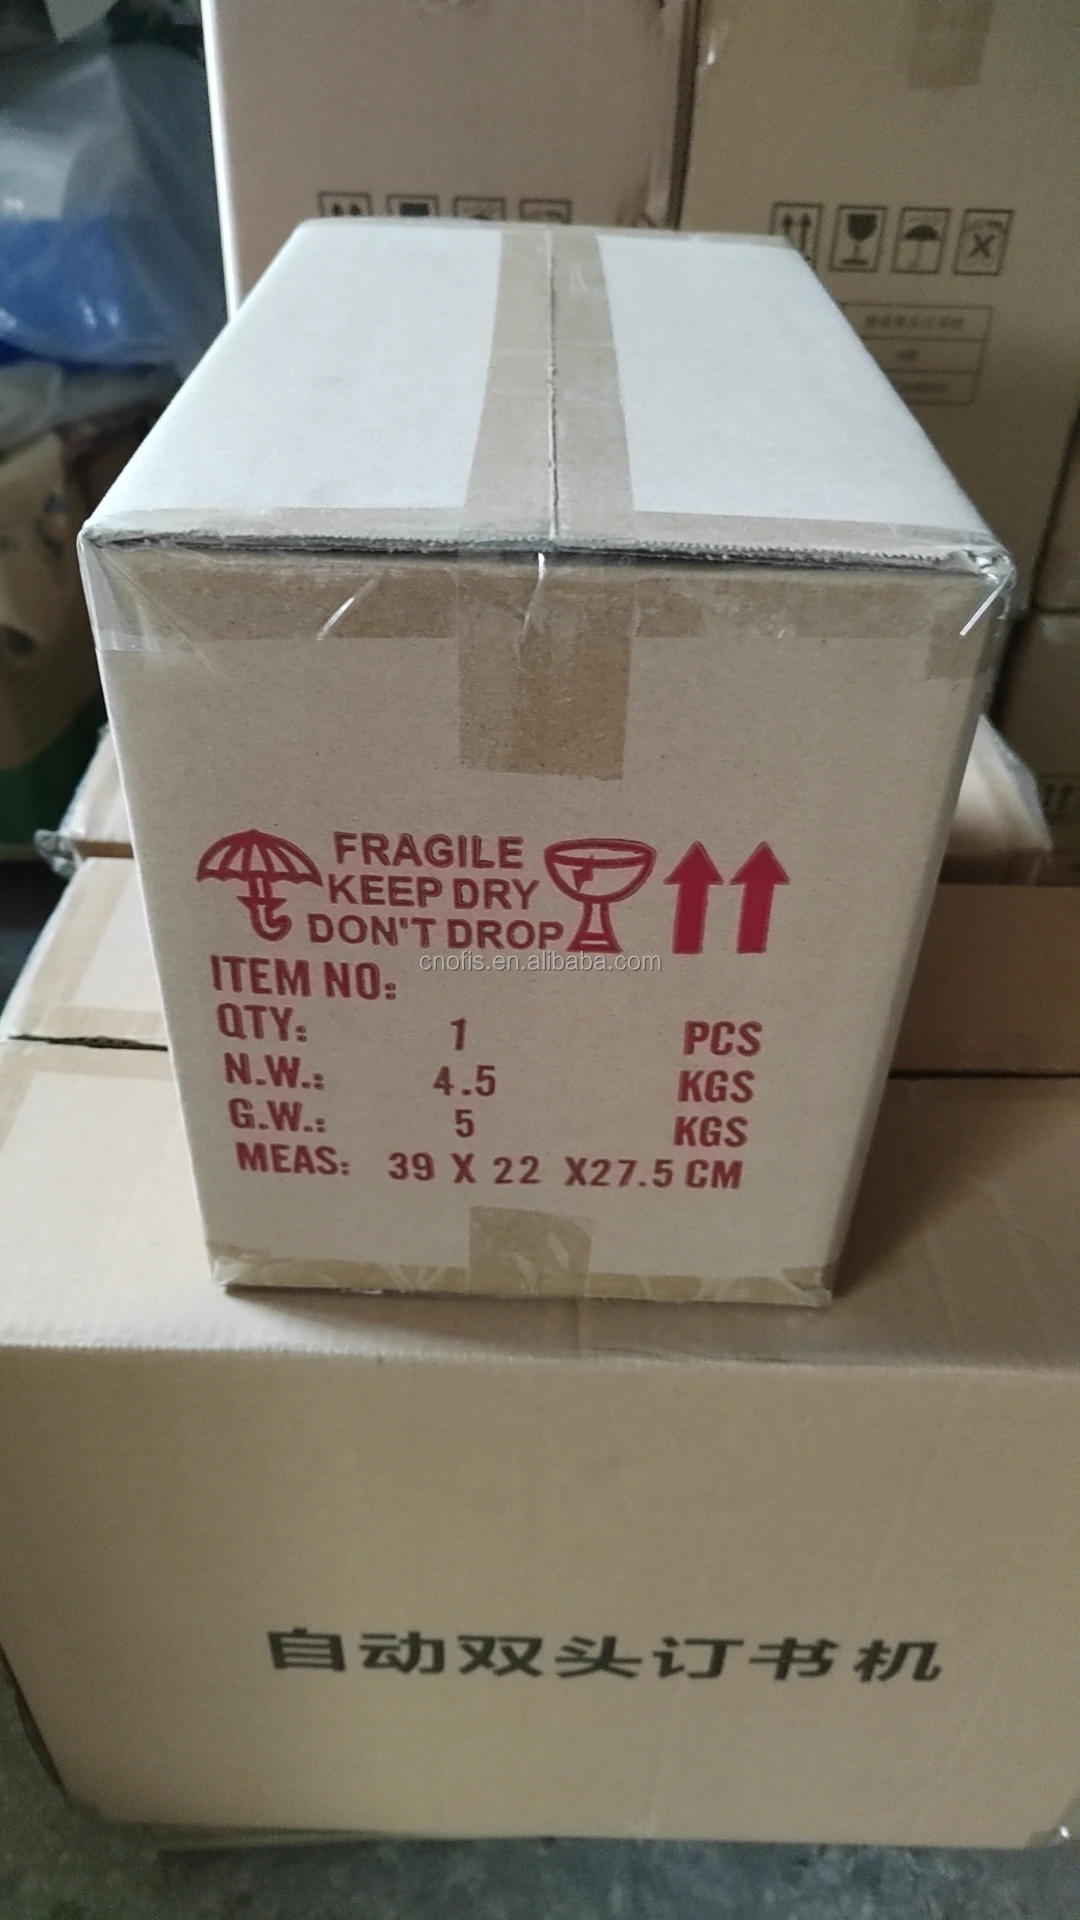 FRAGILE
KEEP DRY
DON'T DROP
cnofis.en.alibaba.com
ITEM NO:
QTY: 1 PCS
N.W.: 4.5 KGS
G.W.: 5 KGS
MEAS: 39 X 22 X27.5 CM
自动双头订书机